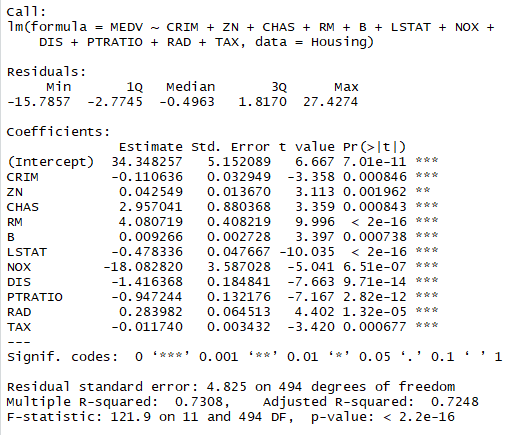 Call:
lm(formula = MEDV ~ CRIM + ZN + CHAS + RM + B + LSTAT + NOX +
    DIS + PTRATIO + RAD + TAX, data = Housing)

Residuals:
     Min       1Q   Median       3Q      Max
-15.7857  -2.7745  -0.4963   1.8170  27.4274

Coefficients:
              Estimate Std. Error t value Pr(>|t|)
(Intercept)  34.348257   5.152089   6.667 7.01e-11 ***
CRIM         -0.110636   0.032949  -3.358 0.000846 ***
ZN            0.042549   0.013670   3.113 0.001962 **
CHAS          2.957041   0.880368   3.359 0.000843 ***
RM            4.080719   0.408219   9.996  < 2e-16 ***
B             0.009266   0.002728   3.397 0.000738 ***
LSTAT        -0.478336   0.047667 -10.035  < 2e-16 ***
NOX         -18.082820   3.587028  -5.041 6.51e-07 ***
DIS          -1.416368   0.184841  -7.663 9.71e-14 ***
PTRATIO      -0.947244   0.132176  -7.167 2.82e-12 ***
RAD           0.283982   0.064513   4.402 1.32e-05 ***
TAX          -0.011740   0.003432  -3.420 0.000677 ***
---
Signif. codes:  0 ‘***’ 0.001 ‘**’ 0.01 ‘*’ 0.05 ‘.’ 0.1 ‘ ’ 1

Residual standard error: 4.825 on 494 degrees of freedom
Multiple R-squared:  0.7308,    Adjusted R-squared:  0.7248
F-statistic: 121.9 on 11 and 494 DF,  p-value: < 2.2e-16